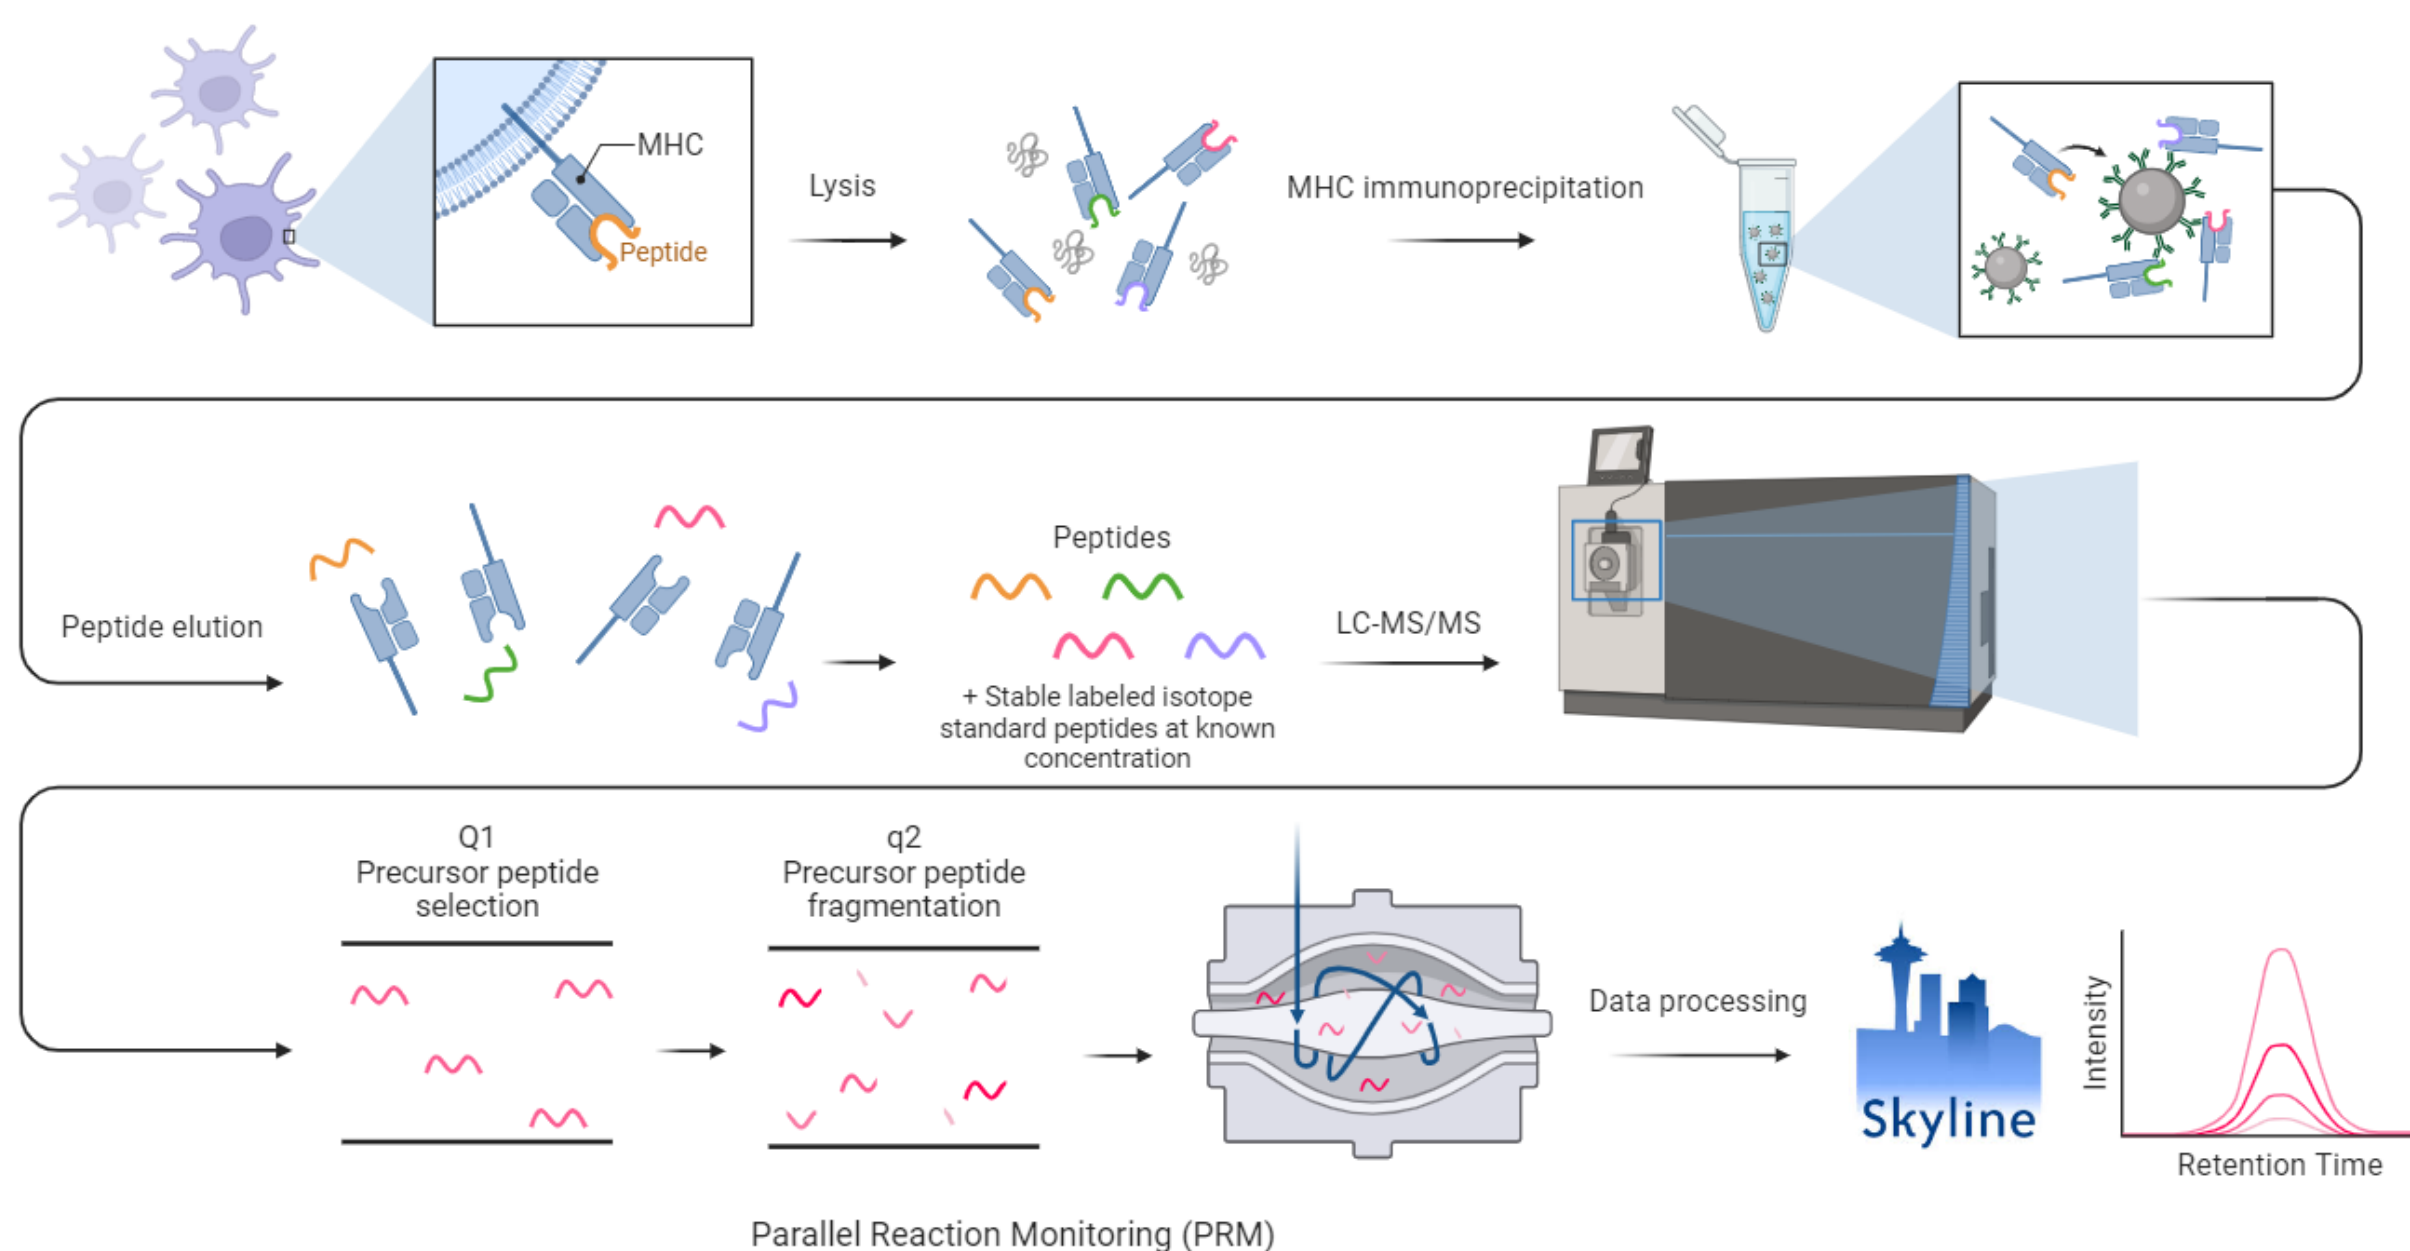 MHC
Peptide
Lysis
MHC immunoprecipitation
Peptide elution
Peptides
+ Stable labeled isotope
standard peptides at known
concentration
LC-MS/MS
Q1
Precursor peptide
selection
q2
Precursor peptide
fragmentation
Data processing
Skyline
Intensity
Retention Time
Parallel Reaction Monitoring (PRM)